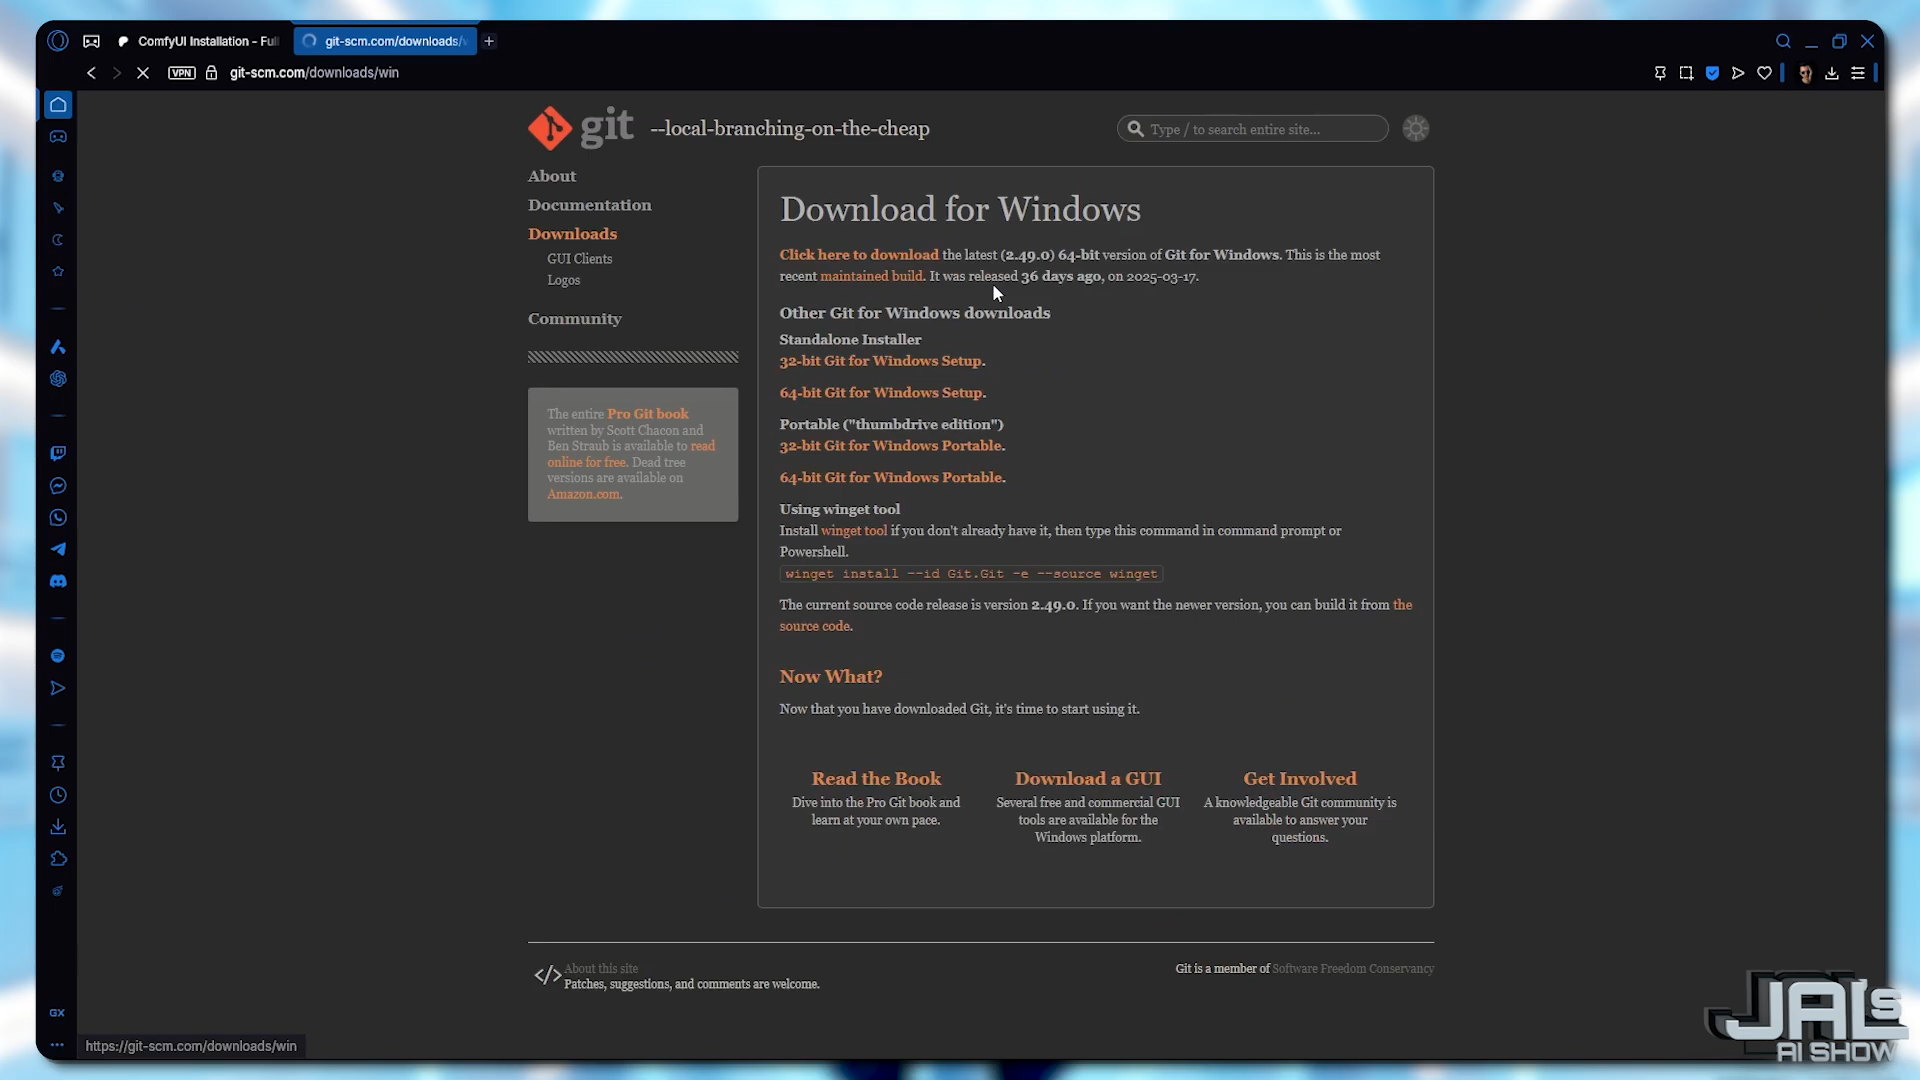 ComfyUI Installation - Ful
git-scm.com/downloads/
VPN
git-scm.com/downloads/win
git
--local-branching-on-the-cheap
Type / to search entire site...
About
Documentation
Downloads
GUI Clients
Logos
Community
The entire Pro Git book
written by Scott Chacon and
Ben Straub is available to read
online for free. Dead tree
versions are available on
Amazon.com.
Download for Windows
Click here to download the latest (2.49.0) 64-bit version of Git for Windows. This is the most
recent maintained build. It was released 36 days ago, on 2025-03-17.
Other Git for Windows downloads
Standalone Installer
32-bit Git for Windows Setup.
64-bit Git for Windows Setup.
Portable ("thumbdrive edition")
32-bit Git for Windows Portable.
64-bit Git for Windows Portable.
Using winget tool
Install winget tool if you don't already have it, then type this command in command prompt or
Powershell.
winget install --id Git.Git -e --source winget
The current source code release is version 2.49.0. If you want the newer version, you can build it from the
source code.
Now What?
Now that you have downloaded Git, it's time to start using it.
Read the Book
Dive into the Pro Git book and
learn at your own pace.
Download a GUI
Several free and commercial GUI
tools are available for the
Windows platform.
Get Involved
A knowledgeable Git community is
available to answer your
questions.
About this site
Patches, suggestions, and comments are welcome.
Git is a member of Software Freedom Conservancy
GX
https://git-scm.com/downloads/win
JAL's
AI SHOW